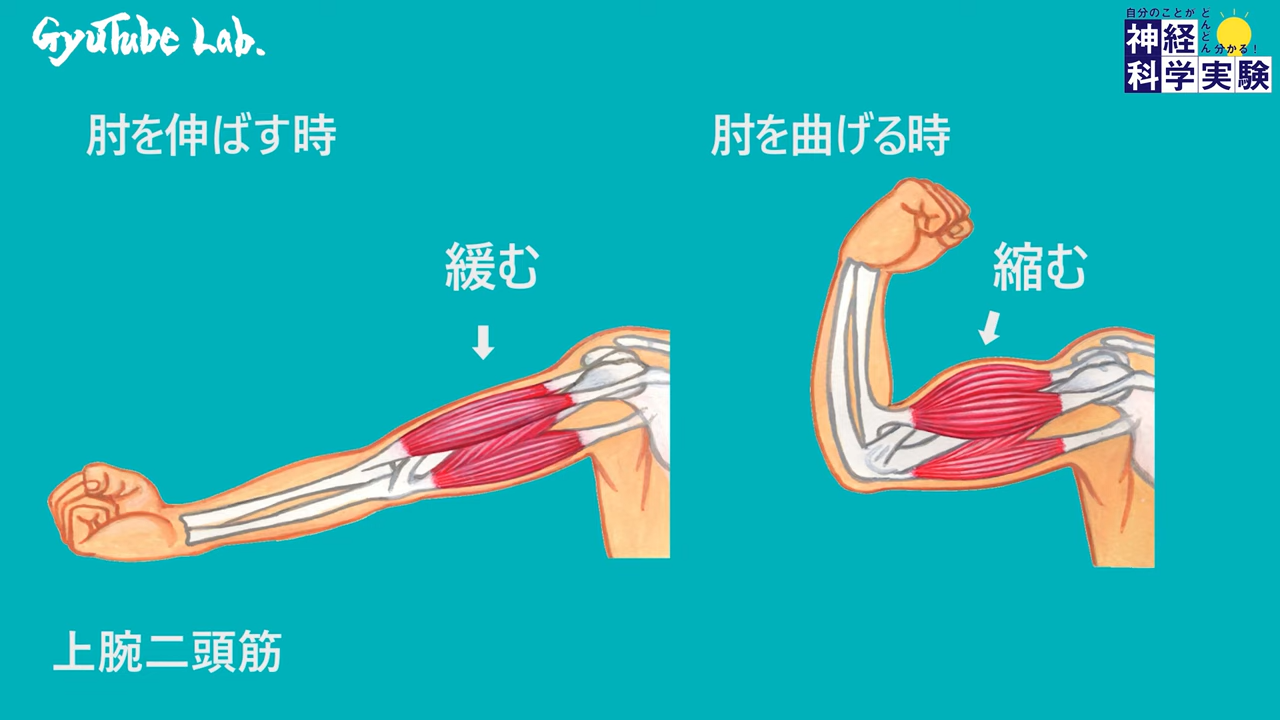 GyuTube Lab.
自分のことが
どんどん分かる！
神経
科学実験
肘を伸ばす時
肘を曲げる時
緩む
縮む
上腕二頭筋